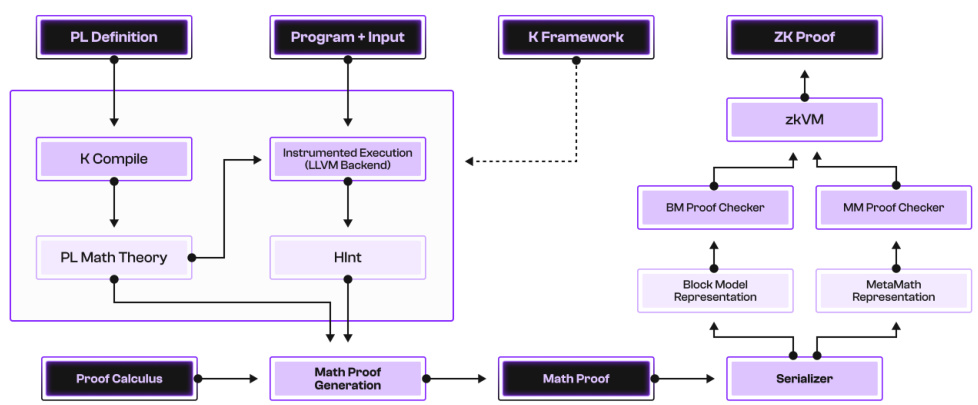 PL Definition
Program + Input
K Framework
ZK Proof
zkVM
K Compile
Instrumented Execution
(LLVM Backend)
BM Proof Checker
MM Proof Checker
PL Math Theory
HInt
Block Model
Representation
MetaMath
Representation
Proof Calculus
Math Proof
Generation
Math Proof
Serializer